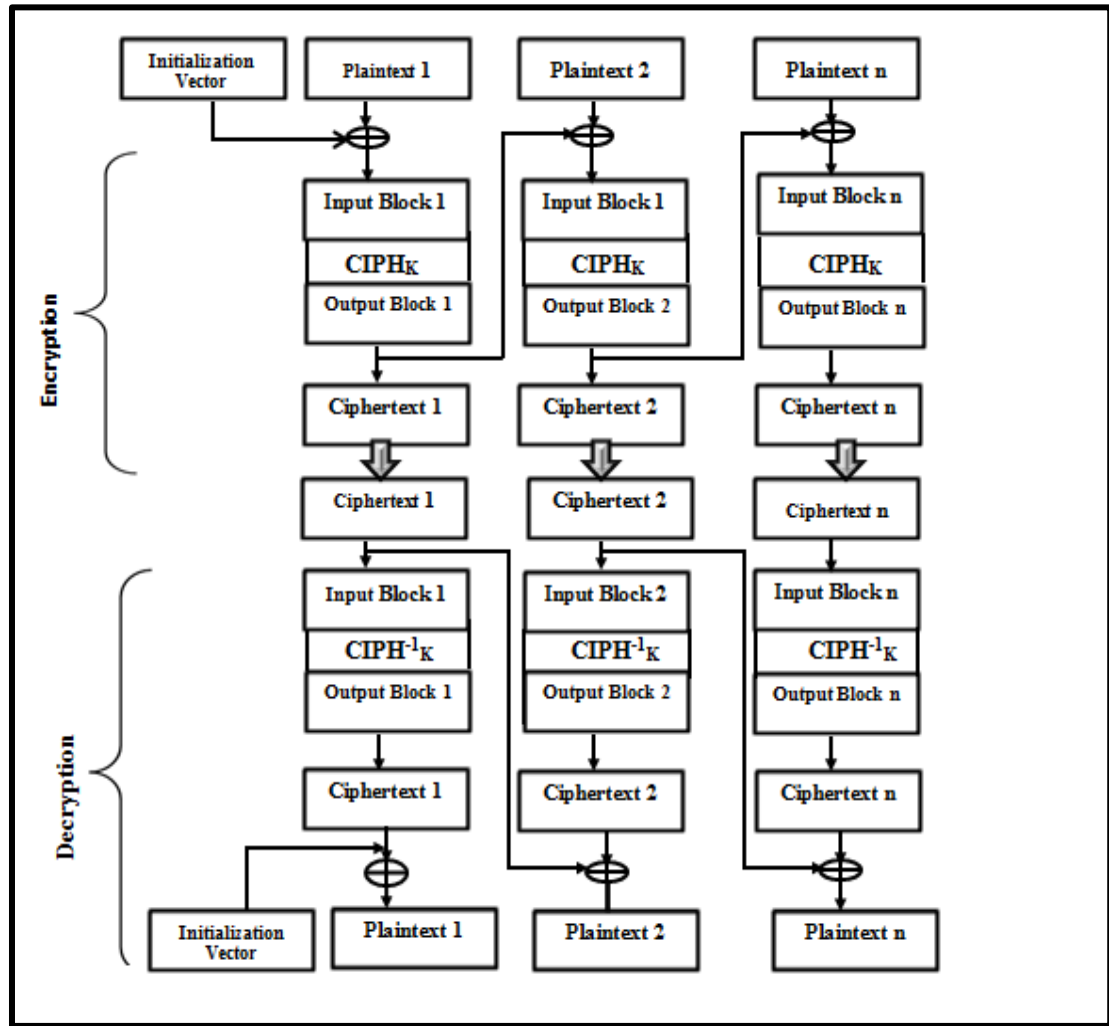 Initialization
Vector
Plaintext 1
Plaintext 2
Plaintext n
Encryption
Input Block 1
Input Block 1
Input Block n
CIPHK
CIPHK
CIPHK
Output Block 1
Output Block 2
Output Block n
Ciphertext 1
Ciphertext 2
Ciphertext n
Ciphertext 1
Ciphertext 2
Ciphertext n
Decryption
Input Block 1
Input Block 2
Input Block n
CIPH-1K
CIPH-1K
CIPH-1K
Output Block 1
Output Block 2
Output Block n
Ciphertext 1
Ciphertext 2
Ciphertext n
Initialization
Vector
Plaintext 1
Plaintext 2
Plaintext n